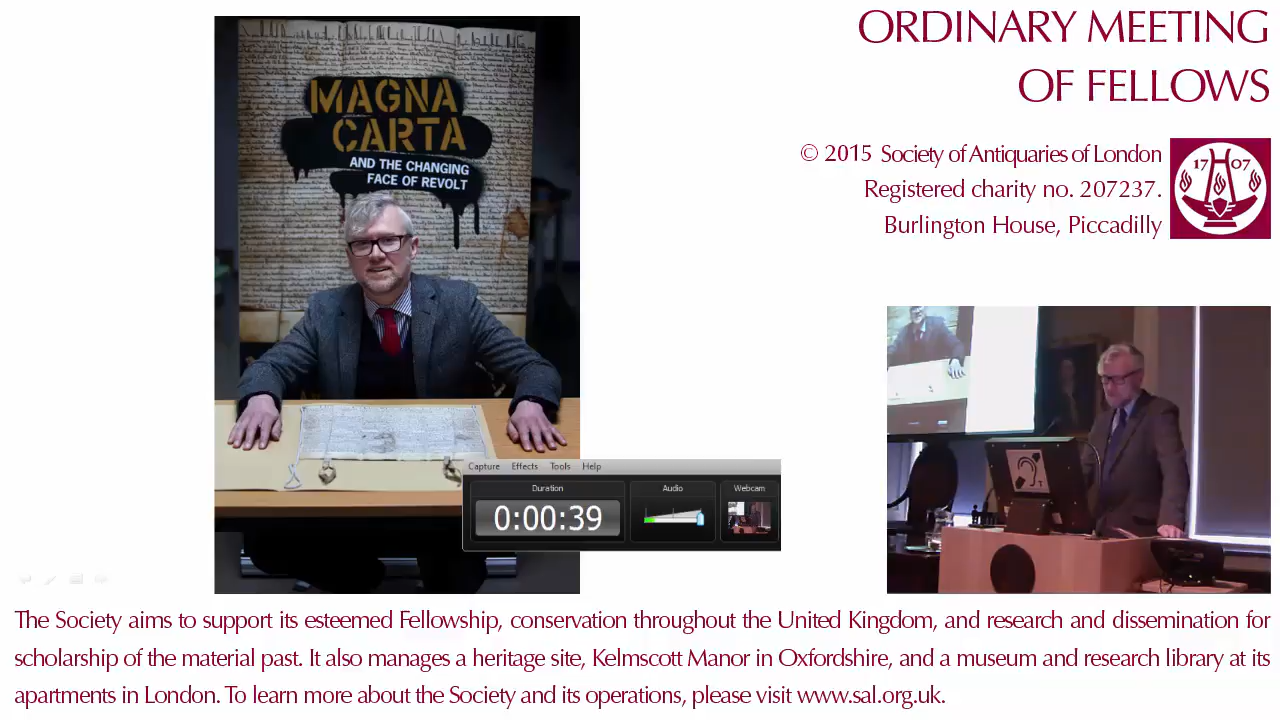 ORDINARY MEETING
OF FELLOWS
© 2015 Society of Antiquaries of London
Registered charity no. 207237.
Burlington House, Piccadilly
17 07
MAGNA
CARTA
AND THE CHANGING
FACE OF REVOLT
Capture Effects Tools Help
Duration Audio Webcam
0:00:39
T
The Society aims to support its esteemed Fellowship, conservation throughout the United Kingdom, and research and dissemination for
scholarship of the material past. It also manages a heritage site, Kelmscott Manor in Oxfordshire, and a museum and research library at its
apartments in London. To learn more about the Society and its operations, please visit www.sal.org.uk.